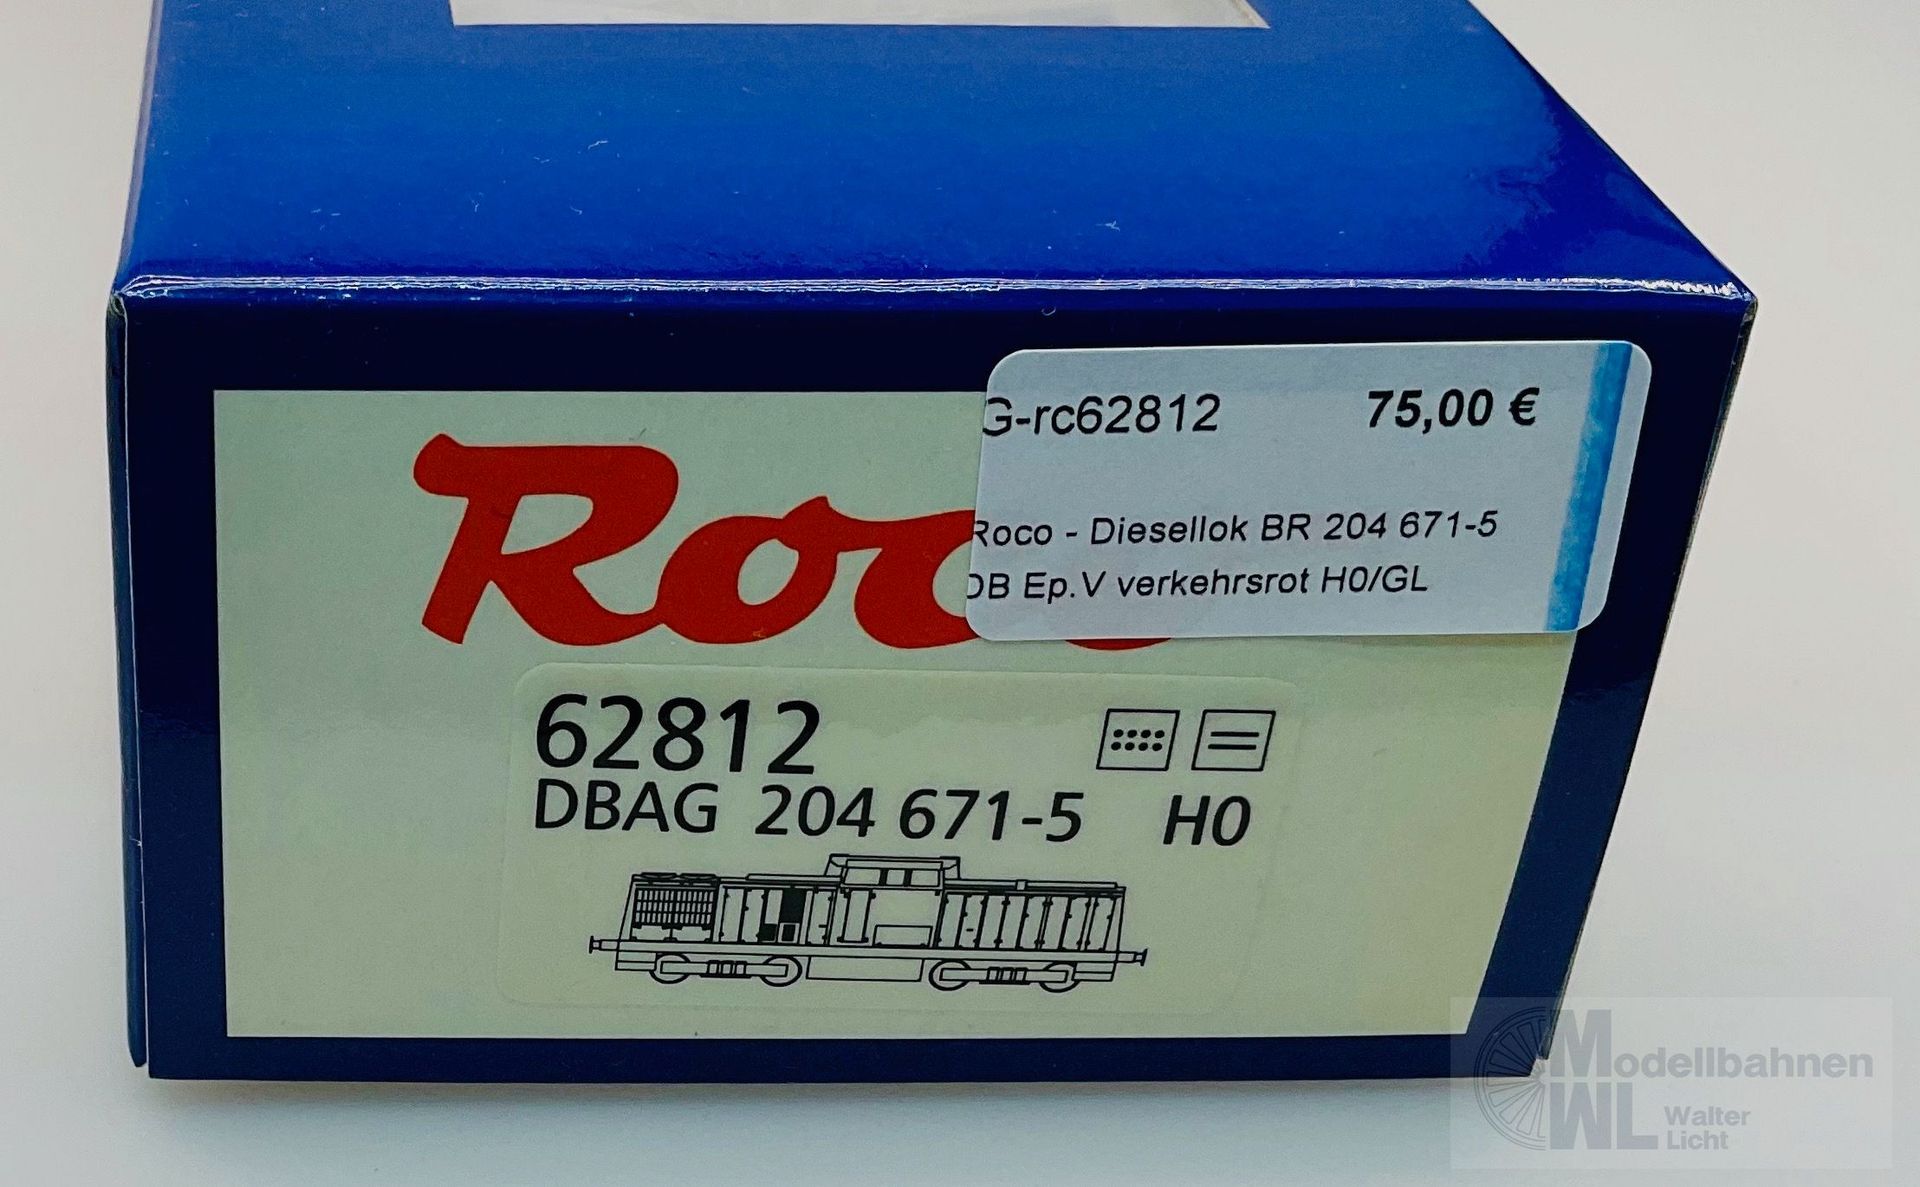 G-rc62812 75,00 €
Roco - Diesellok BR 204 671-5
DB Ep.V verkehrsrot H0/GL
Roco
62812
DBAG 204 671-5 H0
Modellbahnen
WL Walter
Licht